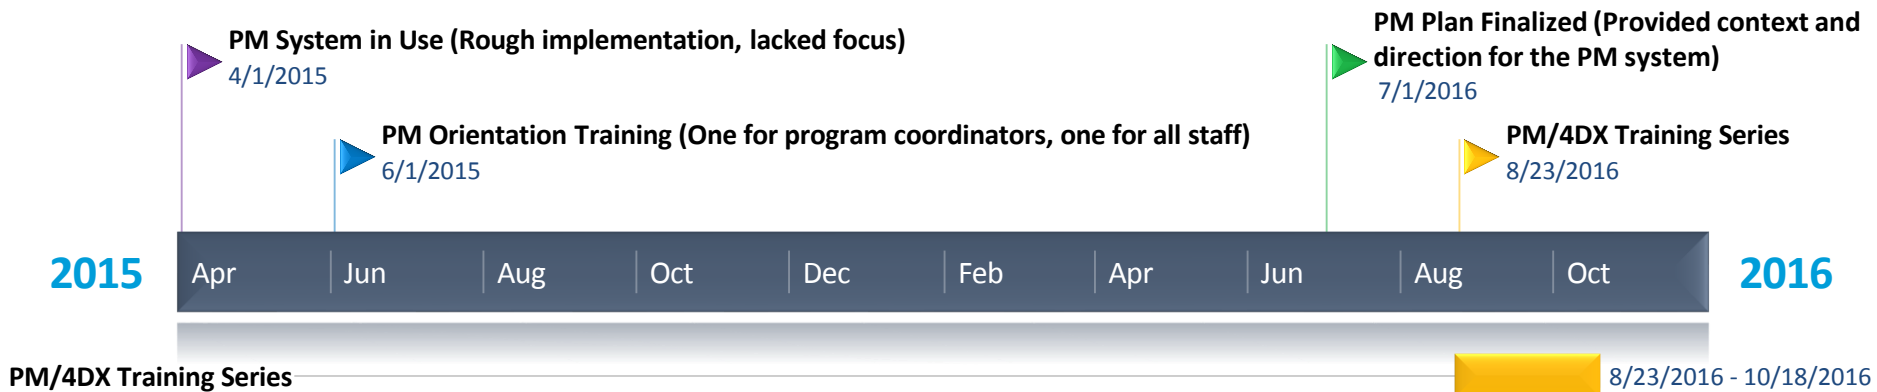 PM System in Use (Rough implementation, lacked focus)
4/1/2015
PM Plan Finalized (Provided context and
direction for the PM system)
7/1/2016
PM Orientation Training (One for program coordinators, one for all staff)
6/1/2015
PM/4DX Training Series
8/23/2016
2015 Apr Jun Aug Oct Dec Feb Apr Jun Aug Oct 2016
PM/4DX Training Series 8/23/2016 - 10/18/2016